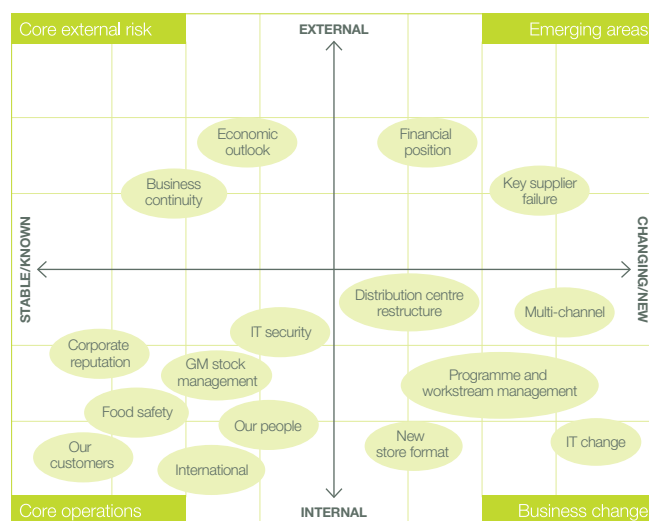 Core external risk
EXTERNAL
Emerging areas
Economic
outlook
Financial
position
Business
continuity
Key supplier
failure
STABLE/KNOWN
CHANGING/NEW
Distribution centre
restructure
Multi-channel
IT security
Corporate
reputation
GM stock
management
Programme and
workstream management
Food safety
Our people
New
store format
IT change
Our
customers
International
Core operations
INTERNAL
Business change